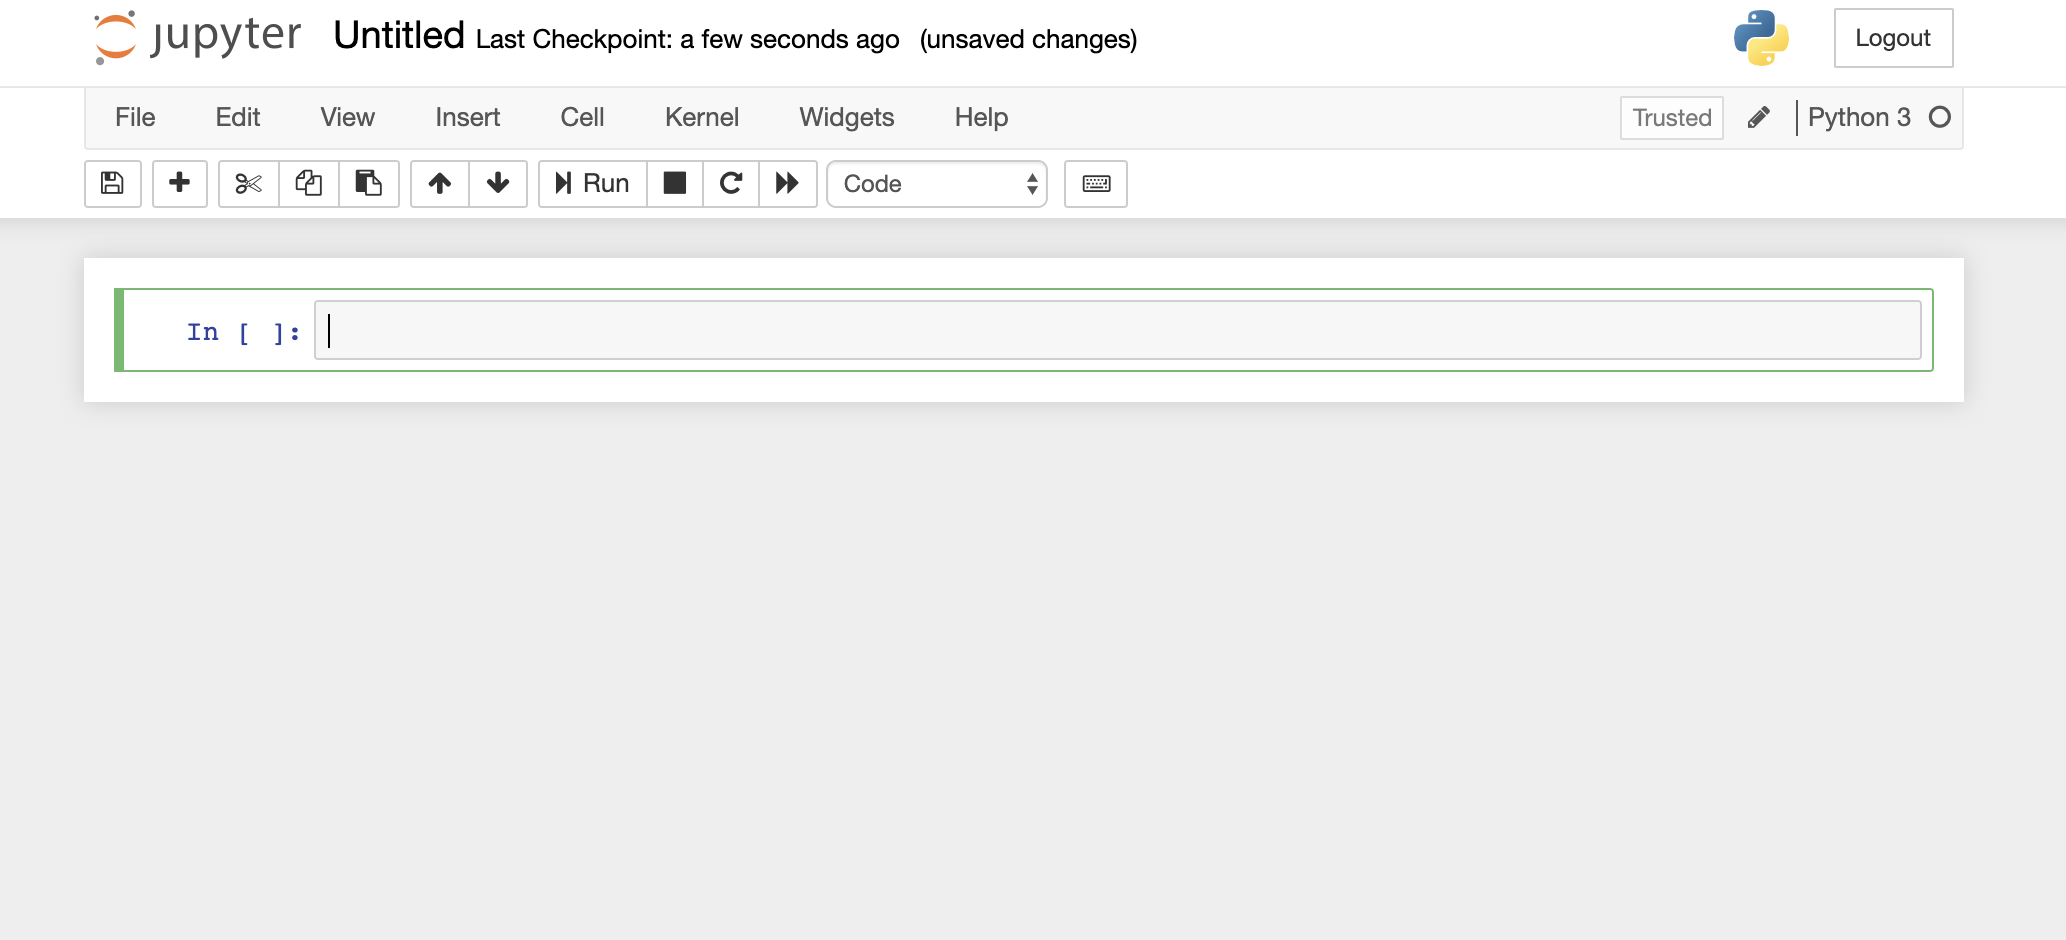 jupyter Untitled Last Checkpoint: a few seconds ago (unsaved changes) Logout
File Edit View Insert Cell Kernel Widgets Help Trusted Python 3
Run Code
In [ ]: